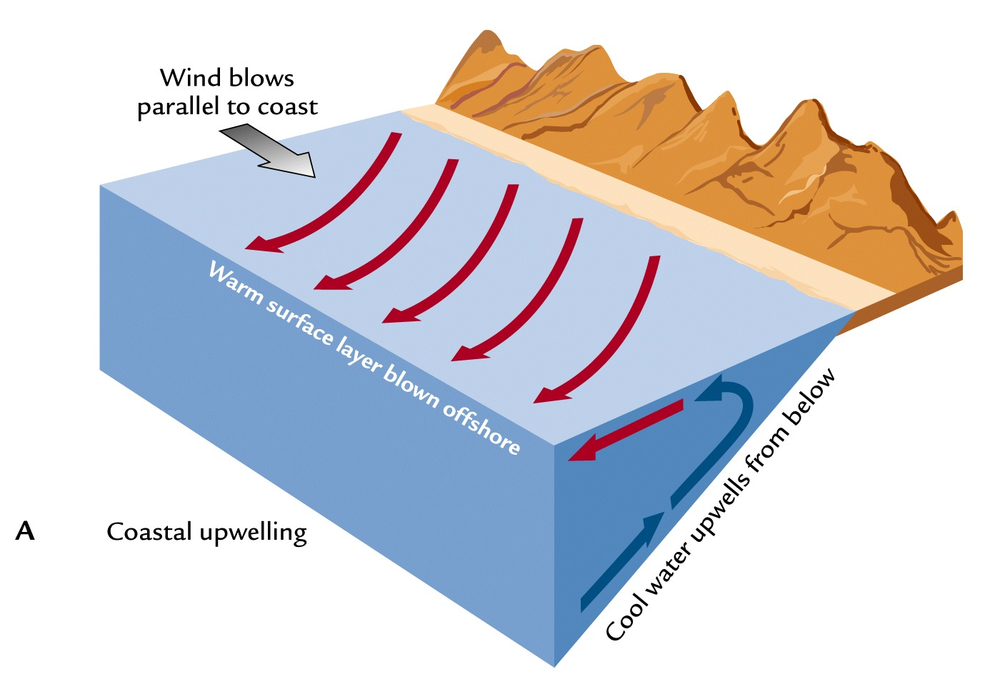 Wind blows
parallel to coast
Warm surface layer blown offshore
Cool water upwells from below
A Coastal upwelling